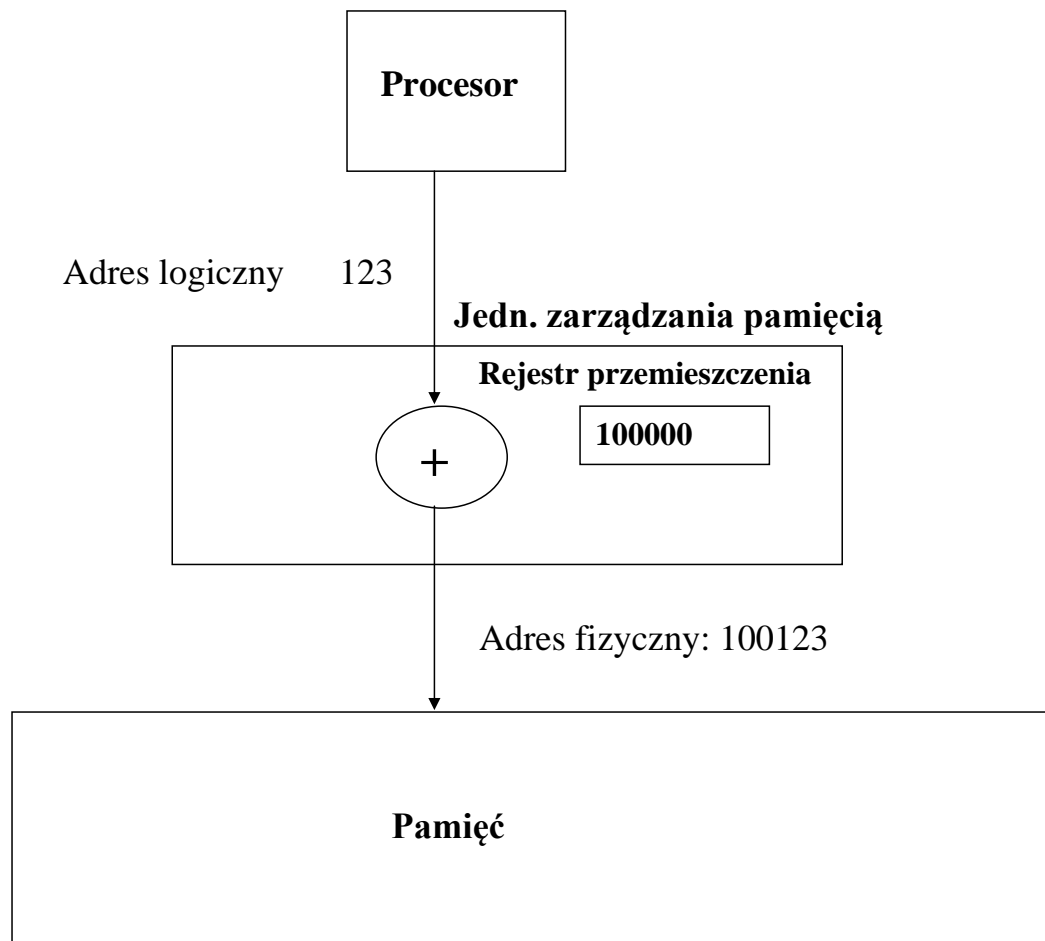 Procesor
Adres logiczny 123
Jedn. zarządzania pamięcią
Rejestr przemieszczenia
100000
+
Adres fizyczny: 100123
Pamięć